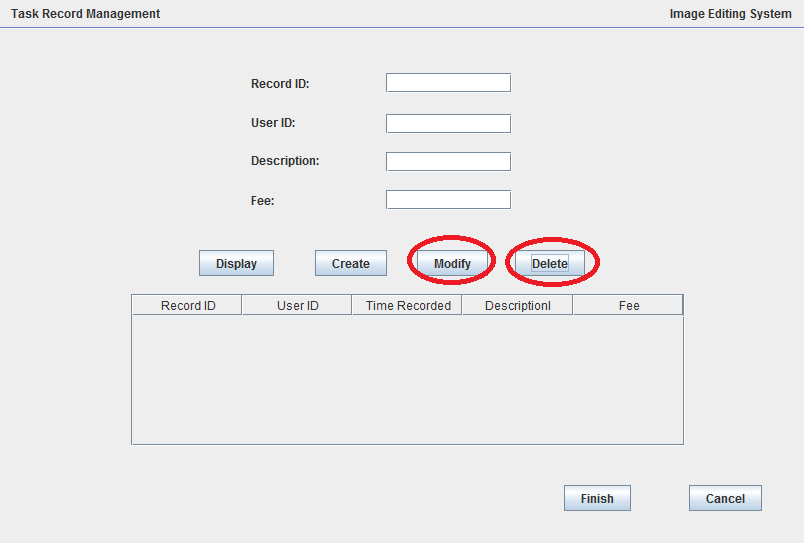 Task Record Management Image Editing System
Record ID:
User ID:
Description:
Fee:
Display Create Modify Delete
Record ID User ID Time Recorded Descriptionl Fee
Finish Cancel